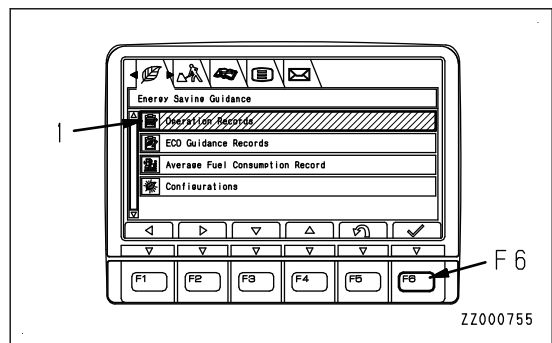 Energy Saving Guidance
1
Operation Records
ECO Guidance Records
Average Fuel Consumption Record
Configurations
F1 F2 F3 F4 F5 F6
F6
ZZ000755